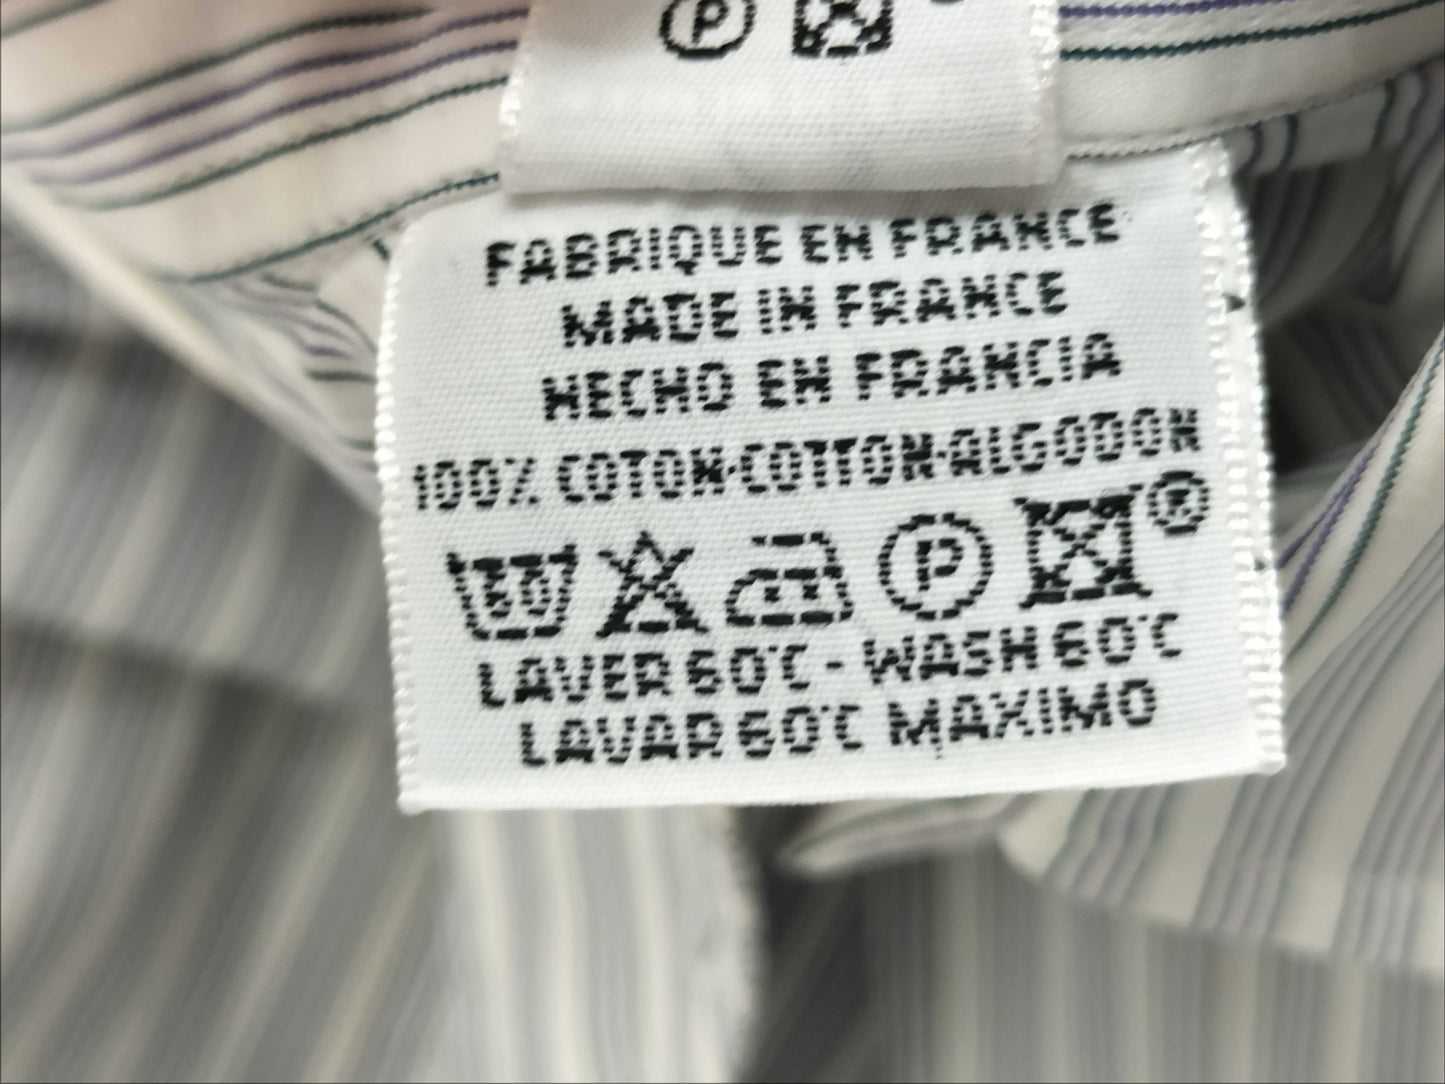 P
FABRIQUE EN FRANCE
MADE IN FRANCE
HECHO EN FRANCIA
100% COTON·COTTON·ALGODON
60 P ®
LAVER 60°C - WASH 60°C
LAVAR 60°C MAXIMO